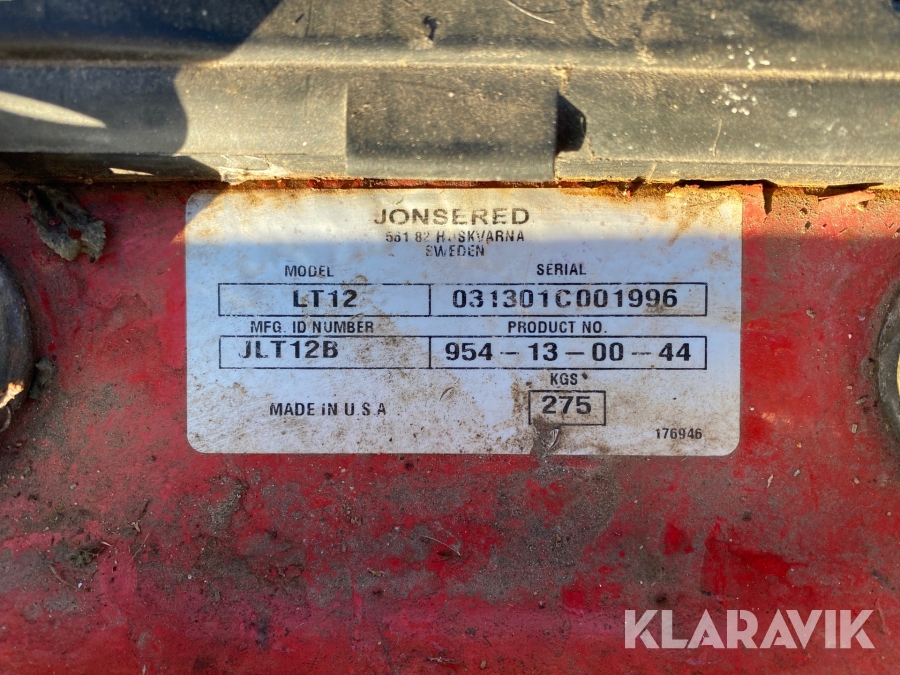 JONSERED
561 82 HUSKVARNA
SWEDEN
MODEL SERIAL
LT12 031301C001996
MFG. ID NUMBER PRODUCT NO.
JLT12B 954-13-00-44
KGS
MADE IN U.S.A 275
176946
KLARAVIK